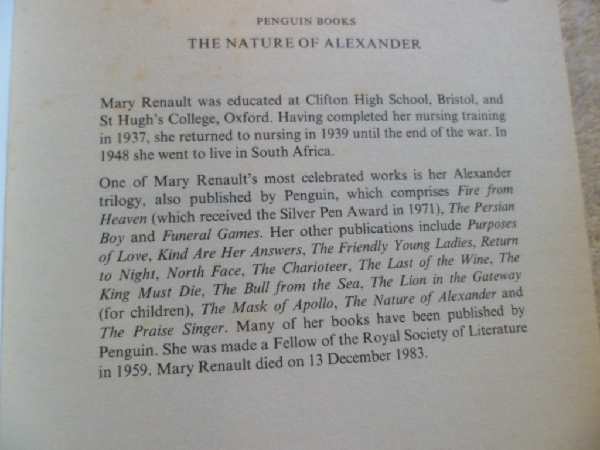 PENGUIN BOOKS
THE NATURE OF ALEXANDER
Mary Renault was educated at Clifton High School, Bristol, and
St Hugh's College, Oxford. Having completed her nursing training
in 1937, she returned to nursing in 1939 until the end of the war. In
1948 she went to live in South Africa.
One of Mary Renault's most celebrated works is her Alexander
trilogy, also published by Penguin, which comprises Fire from
Heaven (which received the Silver Pen Award in 1971), The Persian
Boy and Funeral Games. Her other publications include Purposes
of Love, Kind Are Her Answers, The Friendly Young Ladies, Return
to Night, North Face, The Charioteer, The Last of the Wine, The
King Must Die, The Bull from the Sea, The Lion in the Gateway
(for children), The Mask of Apollo, The Nature of Alexander and
The Praise Singer. Many of her books have been published by
Penguin. She was made a Fellow of the Royal Society of Literature
in 1959. Mary Renault died on 13 December 1983.